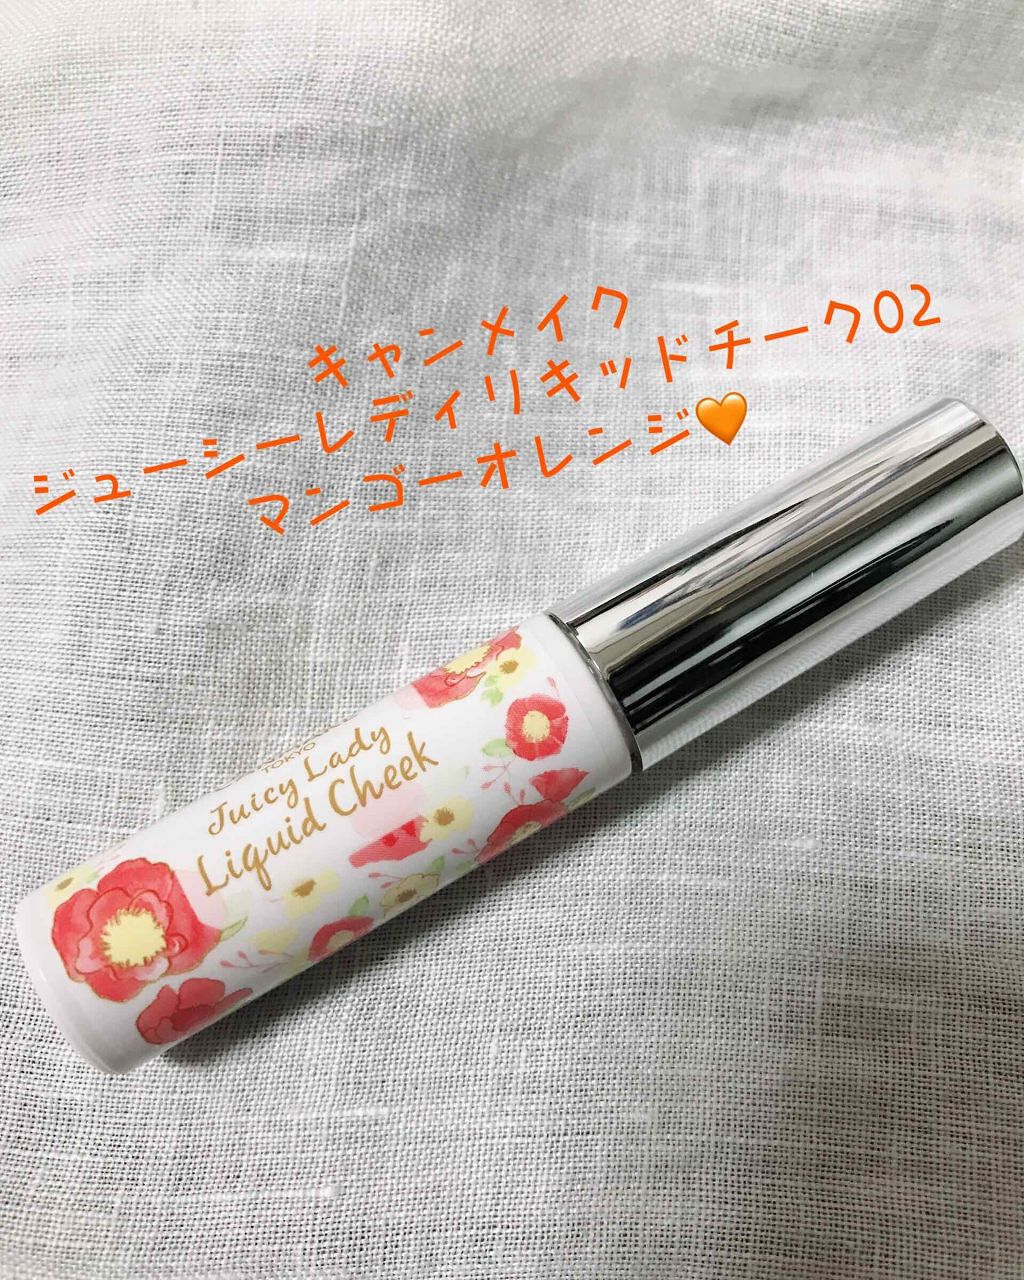 キャンメイク
ジューシーレディリキッドチーク02
マンゴーオレンジ🧡
TOKYO
Juicy Lady
Liquid Cheek